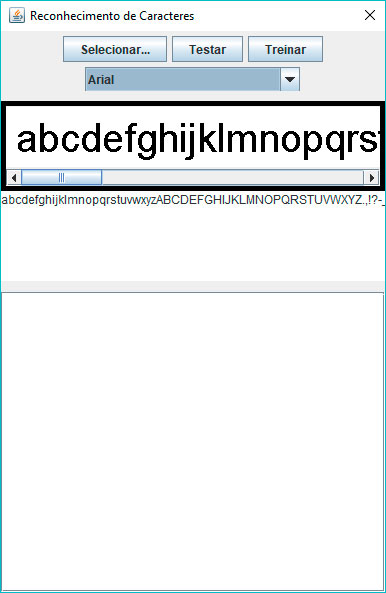 Reconhecimento de Caracteres
Selecionar... Testar Treinar
Arial
abcdefghijklmnopqrst
abcdefghijklmnopqrstuvwxyzABCDEFGHIJKLMNOPQRSTUVWXYZ.,!?-_